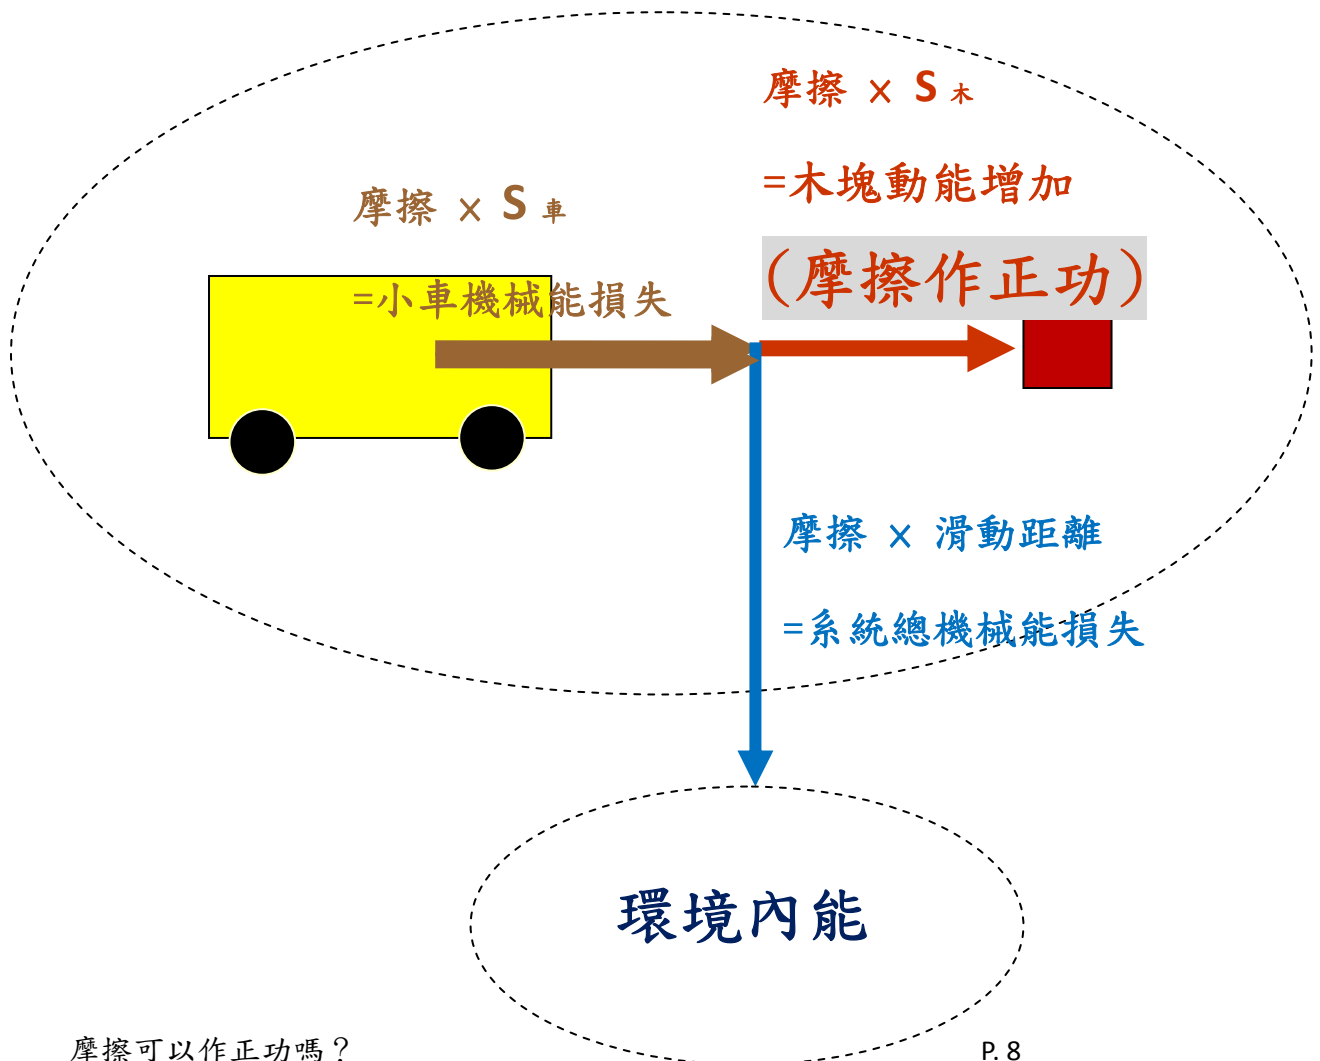 摩擦 × S 木
=木塊動能增加
(摩擦作正功)
摩擦 × S 車
=小車機械能損失
摩擦 × 滑動距離
=系統總機械能損失
環境內能
摩擦可以作正功嗎？
P. 8